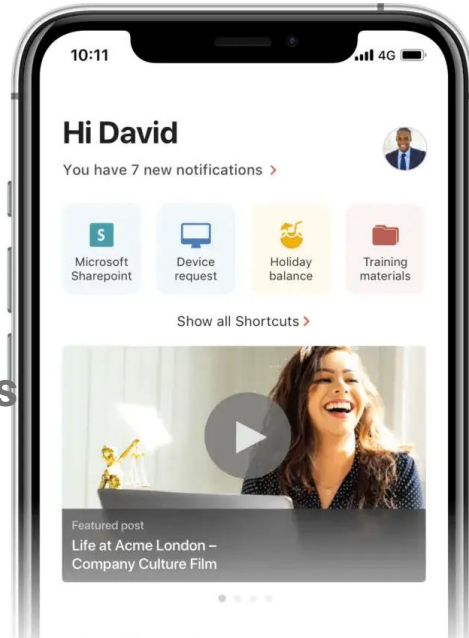 10:11
4G
Hi David
You have 7 new notifications >
S
Microsoft
Sharepoint
Device
request
Holiday
balance
Training
materials
Show all Shortcuts >
s
Featured post
Life at Acme London –
Company Culture Film